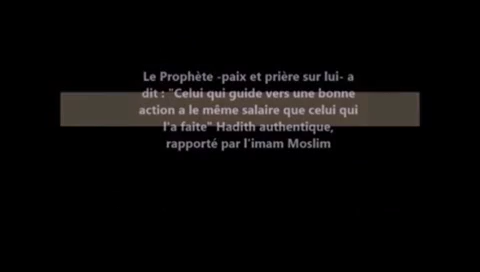 Le Prophète -paix et prière sur lui- a
dit : "Celui qui guide vers une bonne
action a le même salaire que celui qui
l'a faite" Hadith authentique,
rapporté par l'imam Moslim